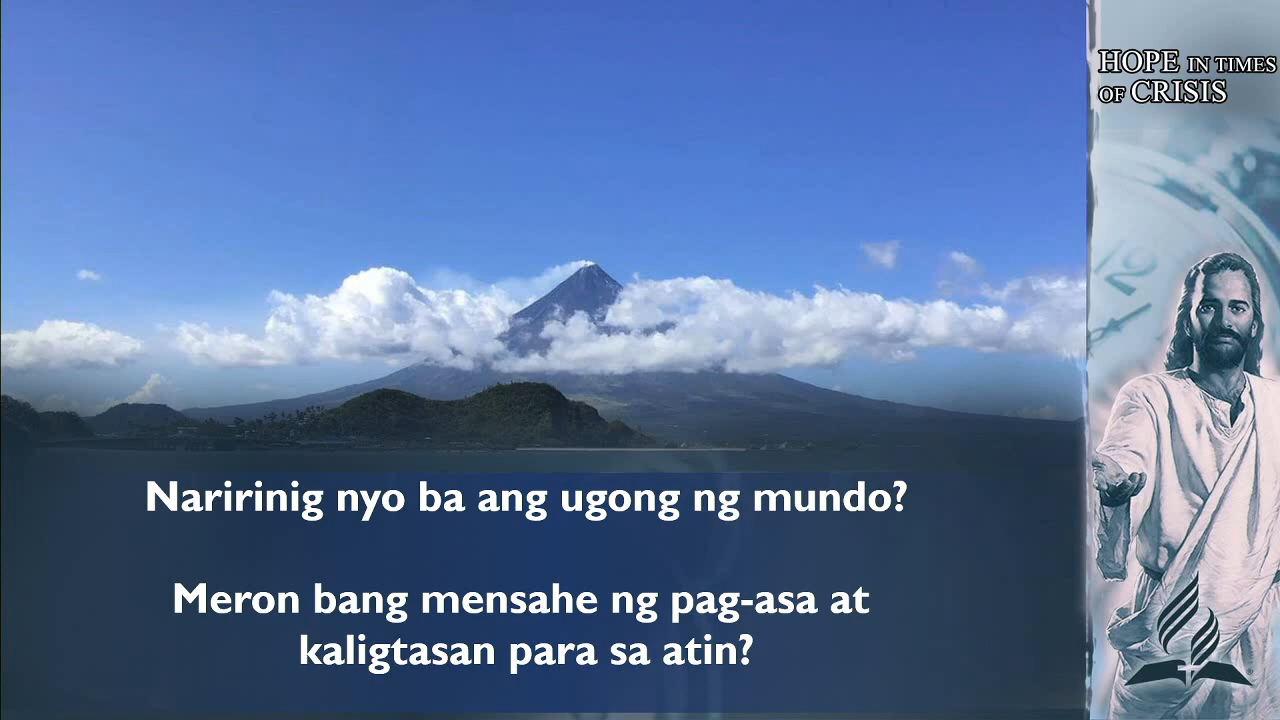 HOPE IN TIMES
OF CRISIS
Naririnig nyo ba ang ugong ng mundo?
Meron bang mensahe ng pag-asa at
kaligtasan para sa atin?